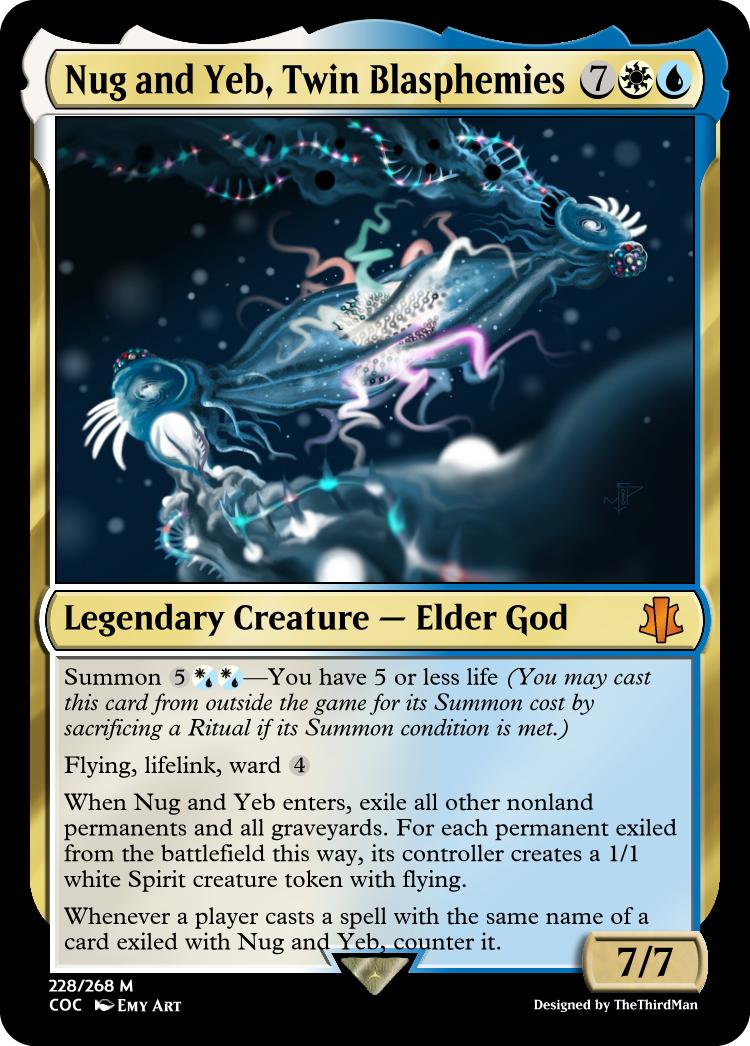 Nug and Yeb, Twin Blasphemies 7
Legendary Creature — Elder God
Summon 5 —You have 5 or less life (You may cast
this card from outside the game for its Summon cost by
sacrificing a Ritual if its Summon condition is met.)
Flying, lifelink, ward 4
When Nug and Yeb enters, exile all other nonland
permanents and all graveyards. For each permanent exiled
from the battlefield this way, its controller creates a 1/1
white Spirit creature token with flying.
Whenever a player casts a spell with the same name of a
card exiled with Nug and Yeb, counter it.
7/7
228/268 M
COC Emy Art
Designed by TheThirdMan